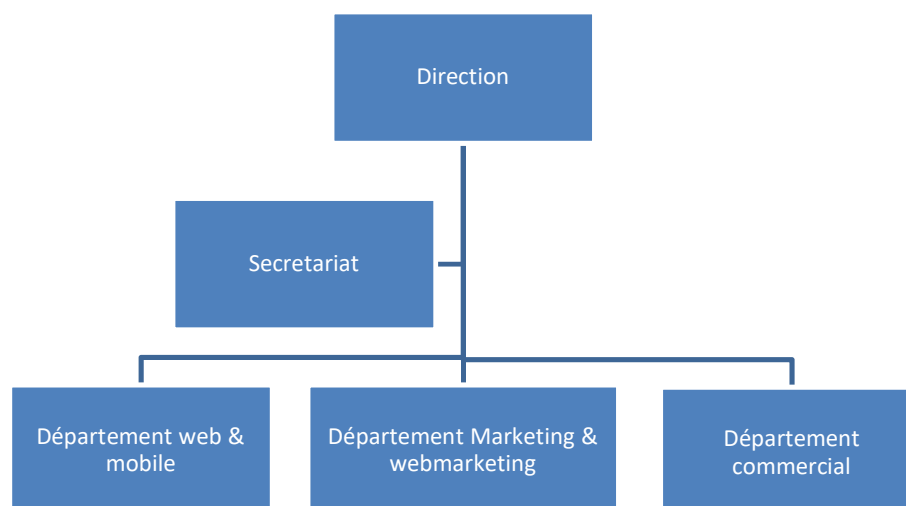 Direction
Secretariat
Département web &
mobile
Département Marketing &
webmarketing
Département
commercial